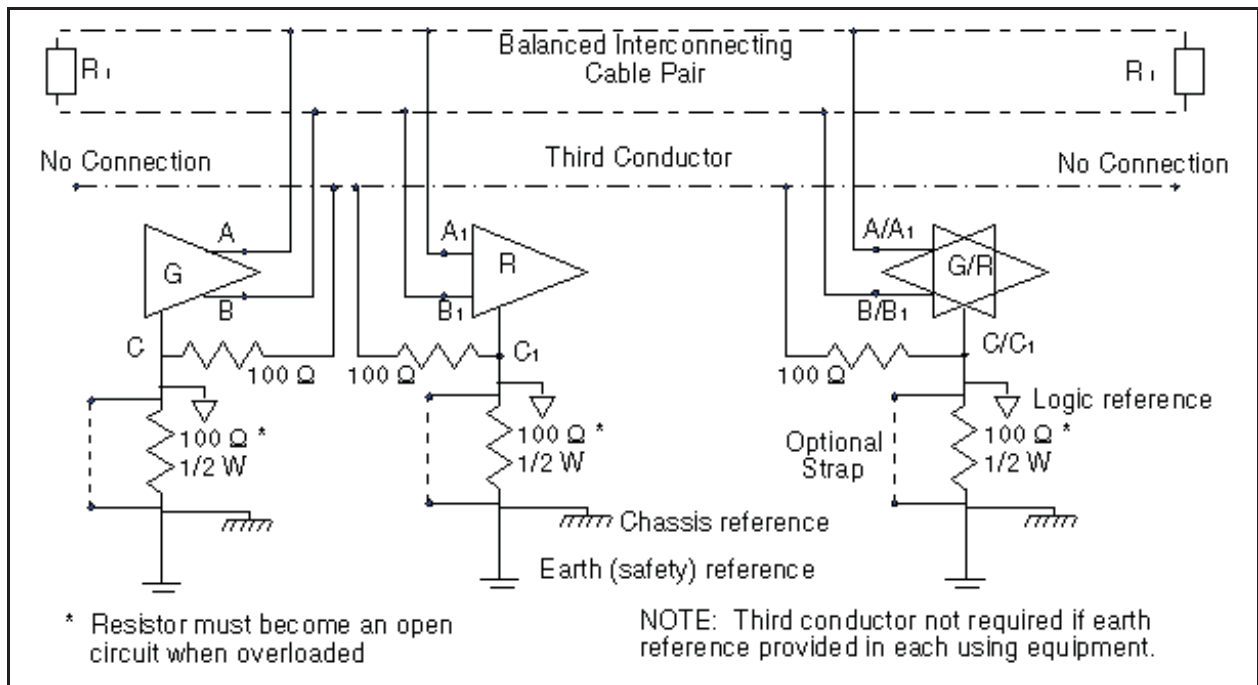 Balanced Interconnecting
Cable Pair
Rₜ
Rₜ
No Connection
Third Conductor
No Connection
A
G
B
A₁
R
B₁
A/A₁
G/R
B/B₁
C
100 Ω
100 Ω
C₁
100 Ω
C/C₁
Logic reference
100 Ω *
1/2 W
100 Ω *
1/2 W
Optional
Strap
100 Ω *
1/2 W
Chassis reference
Earth (safety) reference
* Resistor must become an open
circuit when overloaded
NOTE: Third conductor not required if earth
reference provided in each using equipment.